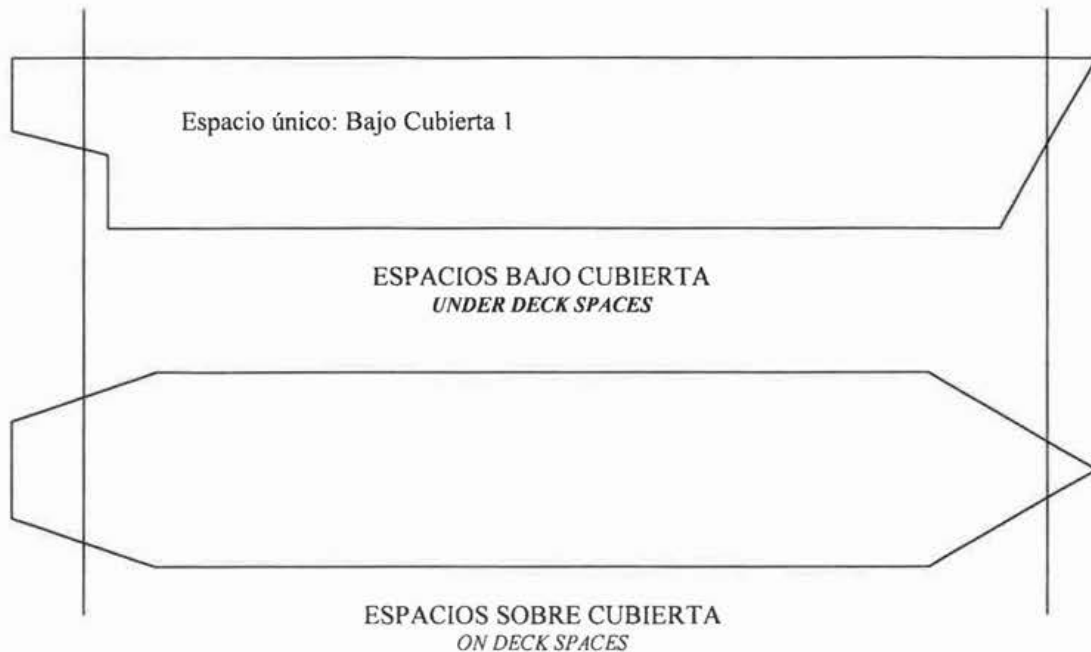 Espacio único: Bajo Cubierta 1
ESPACIOS BAJO CUBIERTA
UNDER DECK SPACES
ESPACIOS SOBRE CUBIERTA
ON DECK SPACES